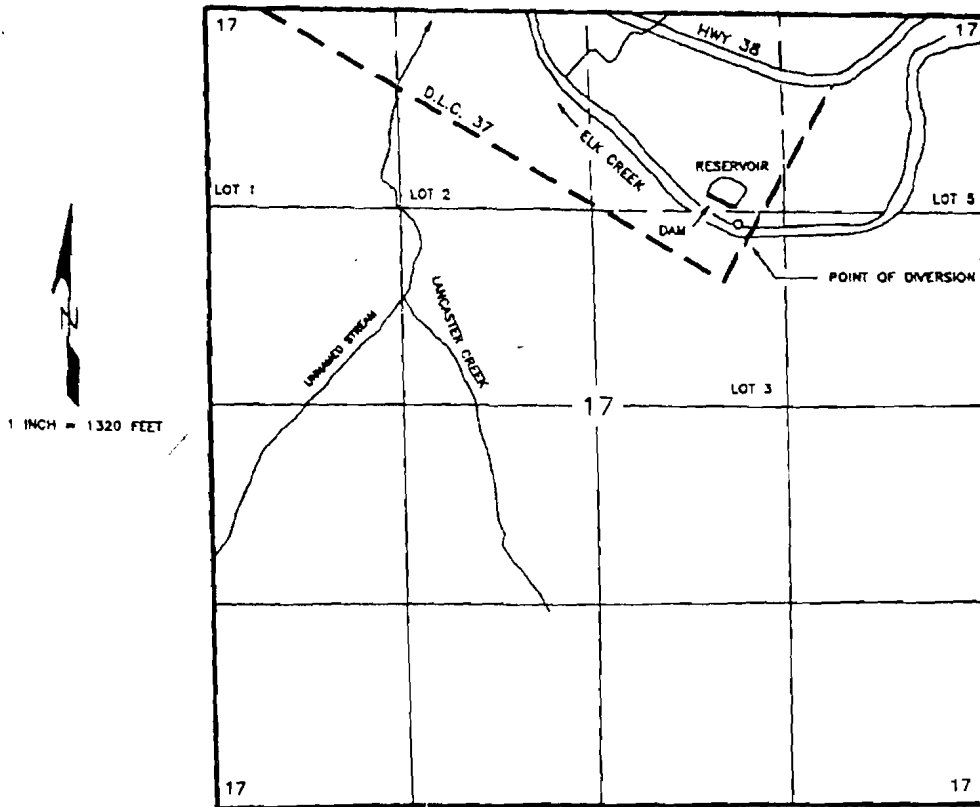 17
17
HWY 38
D.L.C. 37
ELK CREEK
RESERVOIR
LOT 1
LOT 2
LOT 5
DAM
POINT OF DIVERSION
LANCASTER CREEK
UNNAMED STREAM
N
LOT 3
17
1 INCH = 1320 FEET
17
17